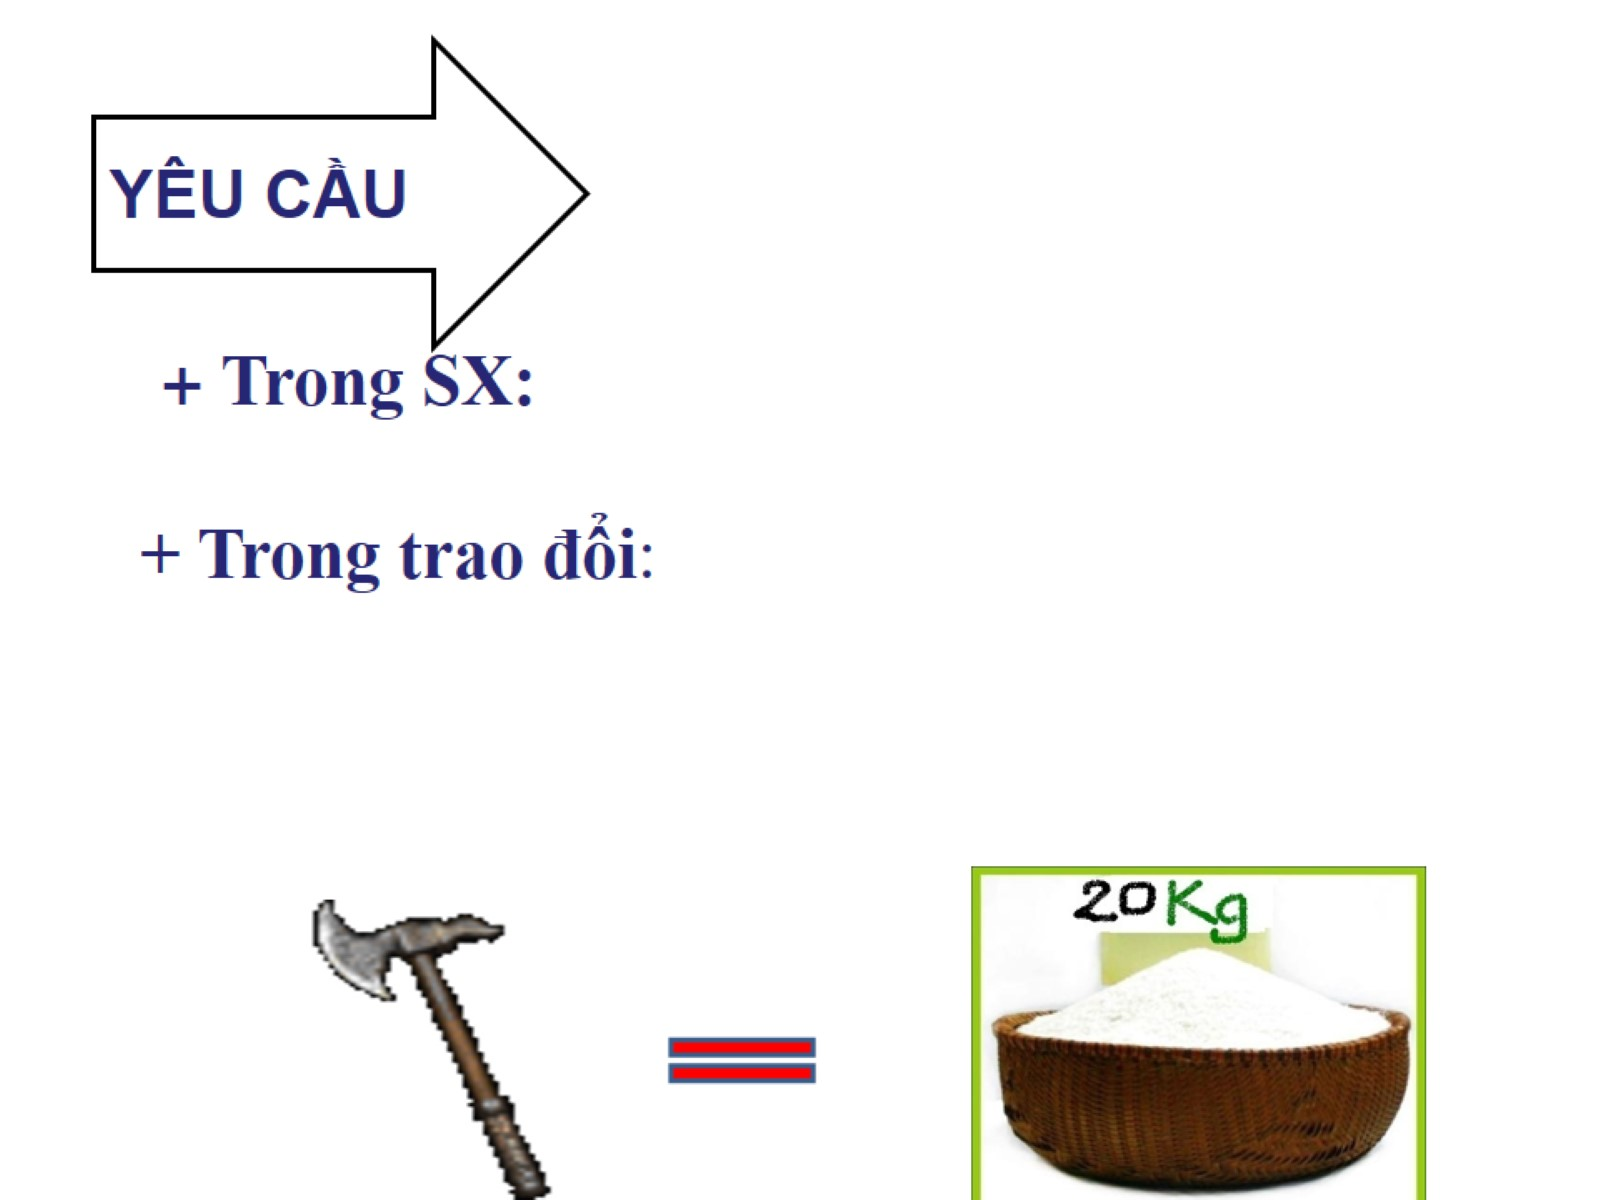 YÊU CẦU
+ Trong SX:
+ Trong trao đổi:
20Kg